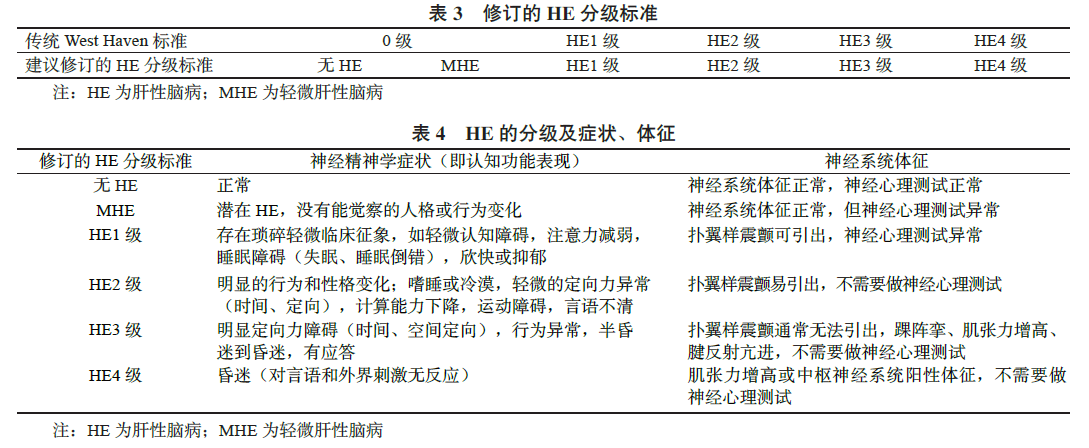 表 3 修订的 HE 分级标准
传统 West Haven 标准 0 级 HE1 级 HE2 级 HE3 级 HE4 级
建议修订的 HE 分级标准 无 HE MHE HE1 级 HE2 级 HE3 级 HE4 级
注：HE 为肝性脑病；MHE 为轻微肝性脑病
表 4 HE 的分级及症状、体征
修订的 HE 分级标准 神经精神学症状（即认知功能表现） 神经系统体征
无 HE 正常 神经系统体征正常，神经心理测试正常
MHE 潜在 HE，没有能觉察的人格或行为变化 神经系统体征正常，但神经心理测试异常
HE1 级 存在琐碎轻微临床征象，如轻微认知障碍，注意力减弱， 扑翼样震颤可引出，神经心理测试异常
睡眠障碍（失眠、睡眠倒错），欣快或抑郁
HE2 级 明显的行为和性格变化；嗜睡或冷漠，轻微的定向力异常 扑翼样震颤易引出，不需要做神经心理测试
（时间、定向），计算能力下降，运动障碍，言语不清
HE3 级 明显定向力障碍（时间、空间定向），行为异常，半昏 扑翼样震颤通常无法引出，踝阵挛、肌张力增高、
迷到昏迷，有应答 腱反射亢进，不需要做神经心理测试
HE4 级 昏迷（对言语和外界刺激无反应） 肌张力增高或中枢神经系统阳性体征，不需要做
神经心理测试
注：HE 为肝性脑病；MHE 为轻微肝性脑病